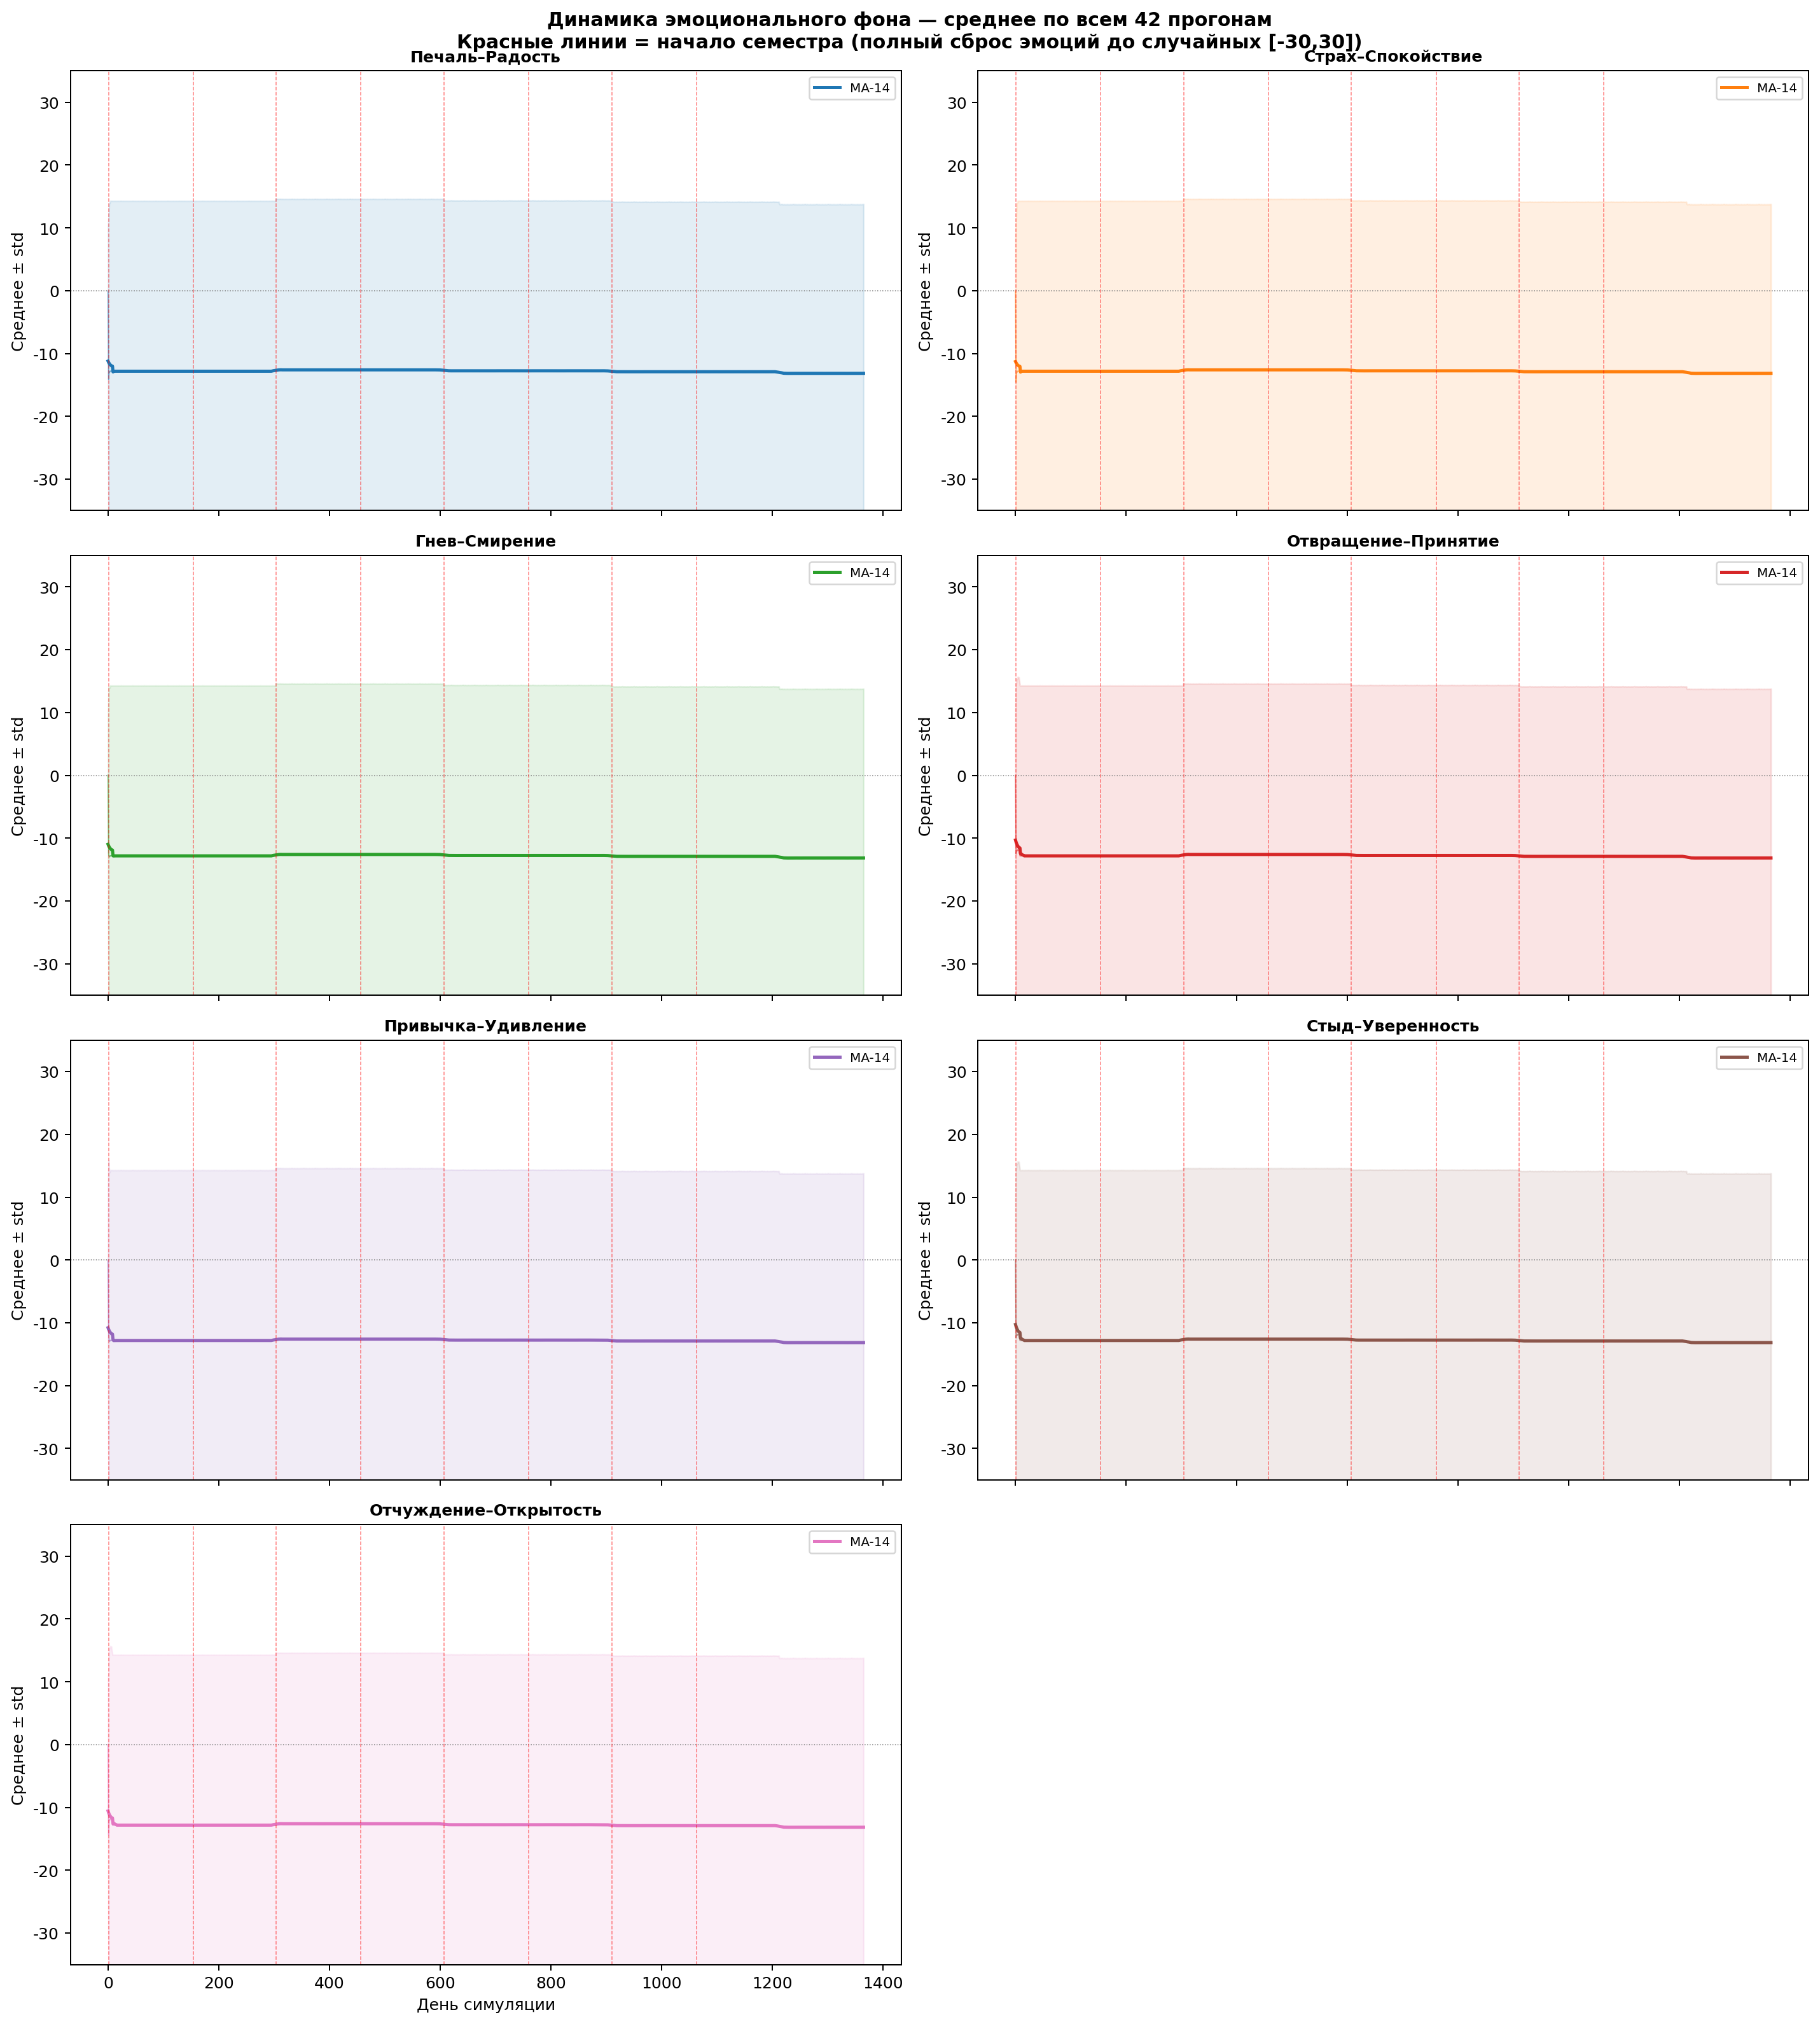 Динамика эмоционального фона — среднее по всем 42 прогонам
Красные линии = начало семестра (полный сброс эмоций до случайных [-30,30])
Печаль–Радость
Страх–Спокойствие
30
20
10
0
-10
-20
-30
Среднее ± std
MA-14
30
20
10
0
-10
-20
-30
Среднее ± std
MA-14
Гнев–Смирение
Отвращение–Принятие
30
20
10
0
-10
-20
-30
Среднее ± std
MA-14
30
20
10
0
-10
-20
-30
Среднее ± std
MA-14
Привычка–Удивление
Стыд–Уверенность
30
20
10
0
-10
-20
-30
Среднее ± std
MA-14
30
20
10
0
-10
-20
-30
Среднее ± std
MA-14
Отчуждение–Открытость
30
20
10
0
-10
-20
-30
Среднее ± std
MA-14
0 200 400 600 800 1000 1200 1400
День симуляции